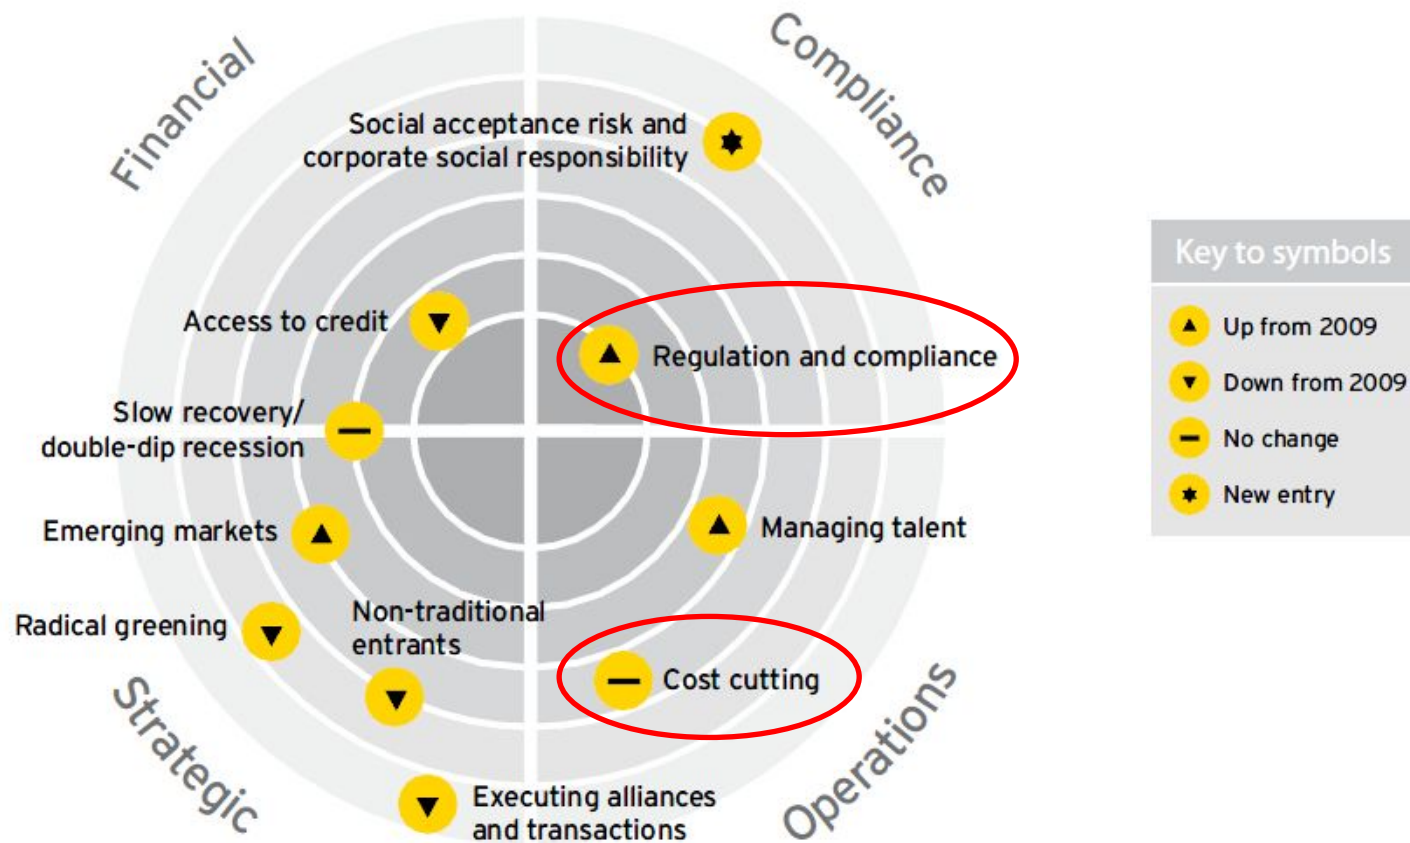 Financial
Compliance
Social acceptance risk and
corporate social responsibility
Access to credit
Regulation and compliance
Slow recovery/
double-dip recession
Emerging markets
Managing talent
Radical greening
Non-traditional
entrants
Cost cutting
Executing alliances
and transactions
Strategic
Operations
Key to symbols
Up from 2009
Down from 2009
No change
New entry